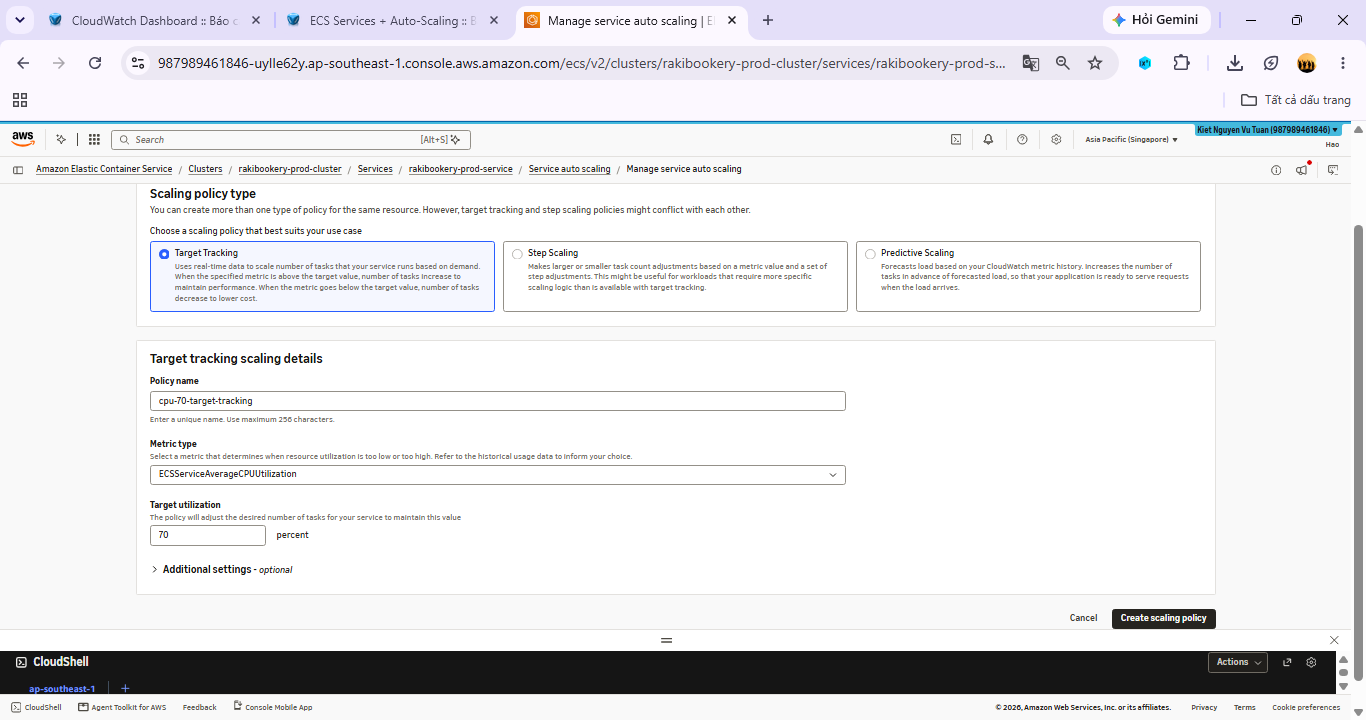 CloudWatch Dashboard :: Báo c
ECS Services + Auto-Scaling :: B
Manage service auto scaling | E
Hỏi Gemini
987989461846-uylle62y.ap-southeast-1.console.aws.amazon.com/ecs/v2/clusters/rakibookery-prod-cluster/services/rakibookery-prod-s...
Tất cả dấu trang
aws
Search
[Alt+S]
Asia Pacific (Singapore)
Kiet Nguyen Vu Tuan (987989461846)
Hao
Amazon Elastic Container Service / Clusters / rakibookery-prod-cluster / Services / rakibookery-prod-service / Service auto scaling / Manage service auto scaling
Scaling policy type
You can create more than one type of policy for the same resource. However, target tracking and step scaling policies might conflict with each other.
Choose a scaling policy that best suits your use case
Target Tracking
Uses real-time data to scale number of tasks that your service runs based on demand.
When the specified metric is above the target value, number of tasks increase to
maintain performance. When the metric goes below the target value, number of tasks
decrease to lower cost.
Step Scaling
Makes larger or smaller task count adjustments based on a metric value and a set of
step adjustments. This might be useful for workloads that require more specific
scaling logic than is available with target tracking.
Predictive Scaling
Forecasts load based on your CloudWatch metric history. Increases the number of
tasks in advance of forecasted load, so that your application is ready to serve requests
when the load arrives.
Target tracking scaling details
Policy name
cpu-70-target-tracking
Enter a unique name. Use maximum 256 characters.
Metric type
Select a metric that determines when resource utilization is too low or too high. Refer to the historical usage data to inform your choice.
ECSServiceAverageCPUUtilization
Target utilization
The policy will adjust the desired number of tasks for your service to maintain this value
70 percent
Additional settings - optional
Cancel
Create scaling policy
CloudShell
Actions
ap-southeast-1
CloudShell
Agent Toolkit for AWS
Feedback
Console Mobile App
© 2026, Amazon Web Services, Inc. or its affiliates.
Privacy
Terms
Cookie preferences